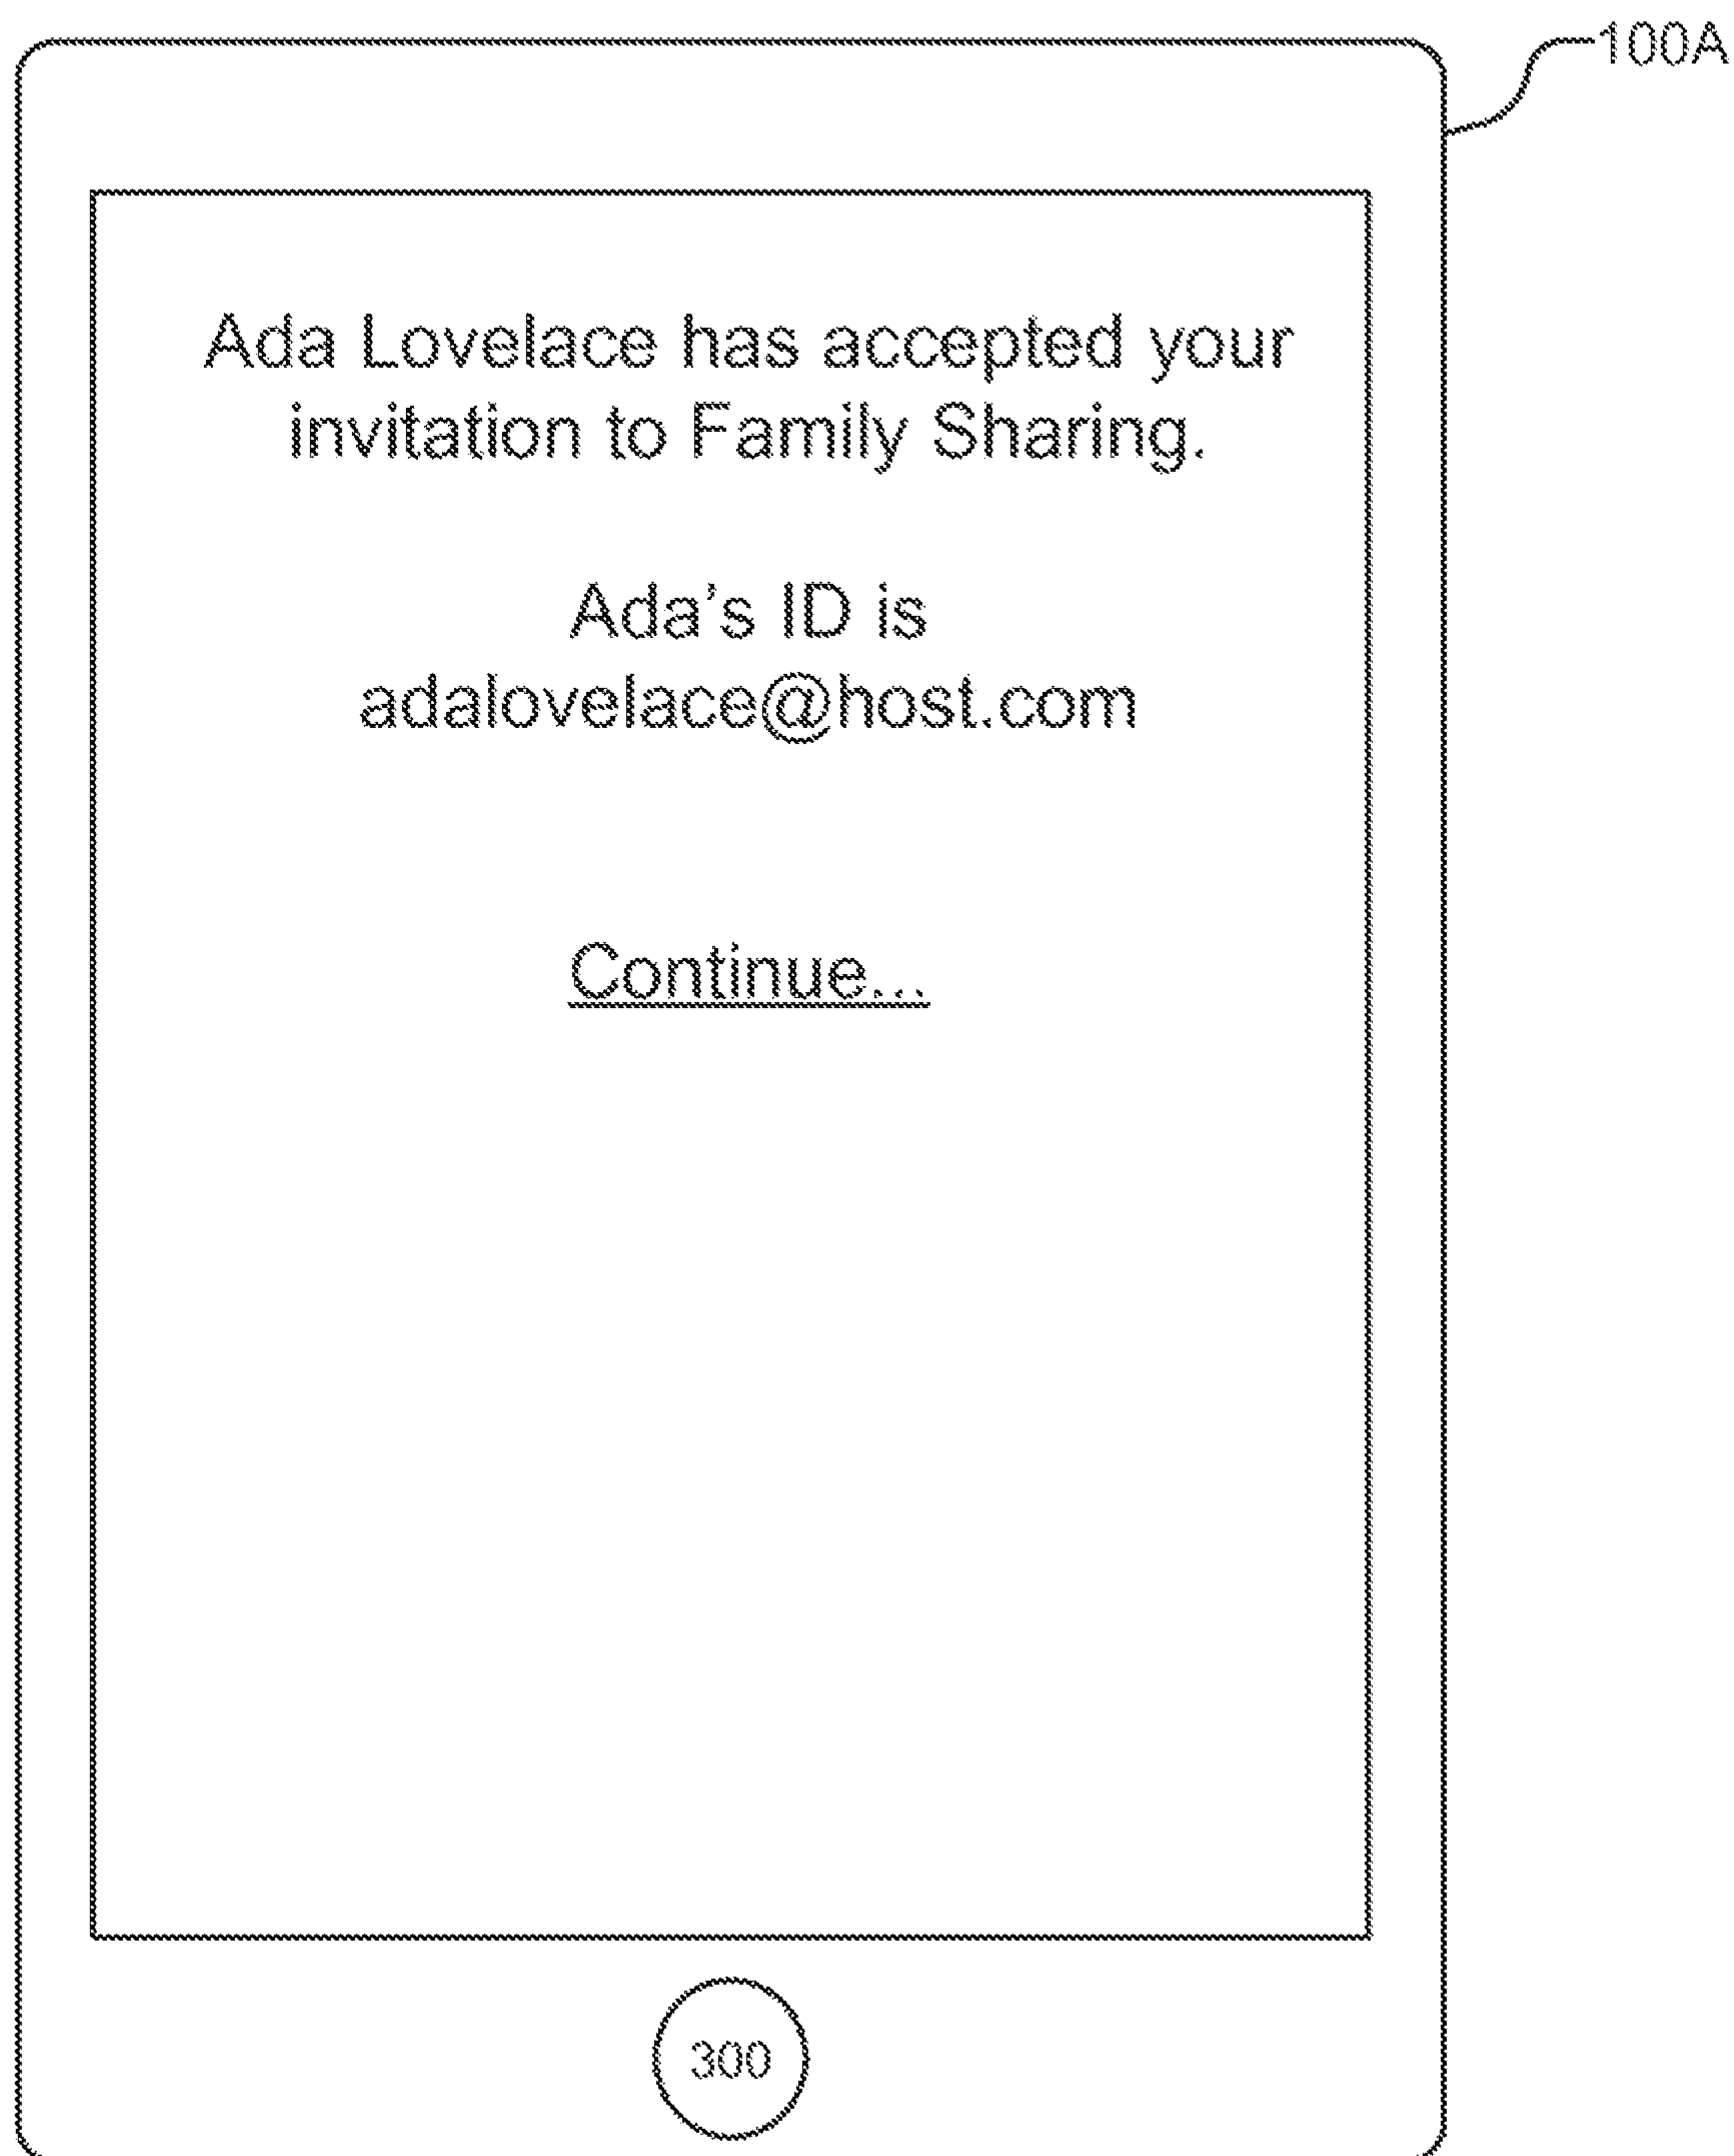 100A
Ada Lovelace has accepted your
invitation to Family Sharing.
Ada’s ID is
adalovelace@host.com
Continue...
300